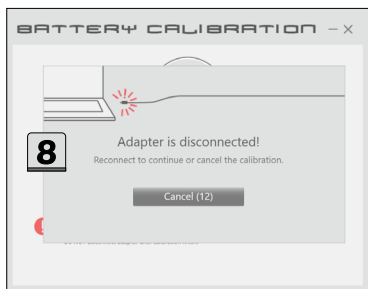 BATTERY CALIBRATION
8
Adapter is disconnected!
Reconnect to continue or cancel the calibration.
Cancel (12)